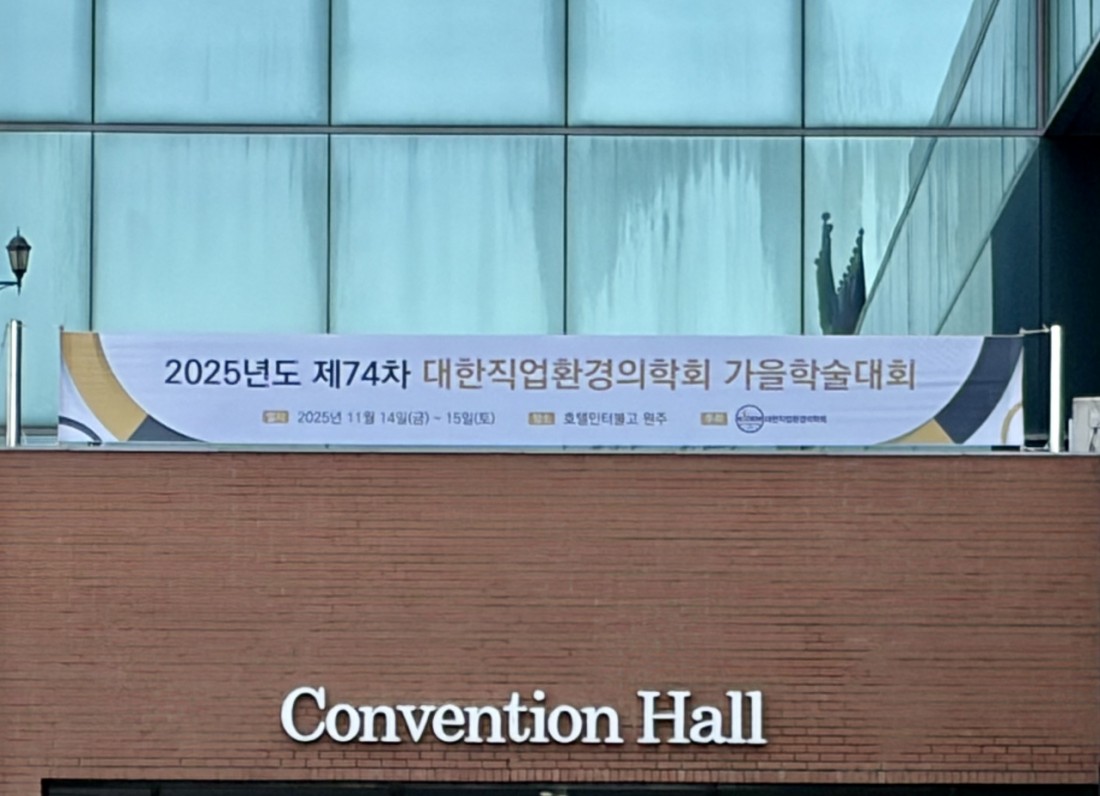 2025년도 제74차 대한직업환경의학회 가을학술대회
일시 2025년 11월 14일(금) ~ 15일(토) 장소 호텔인터불고 원주 주최 대한직업환경의학회
Convention Hall